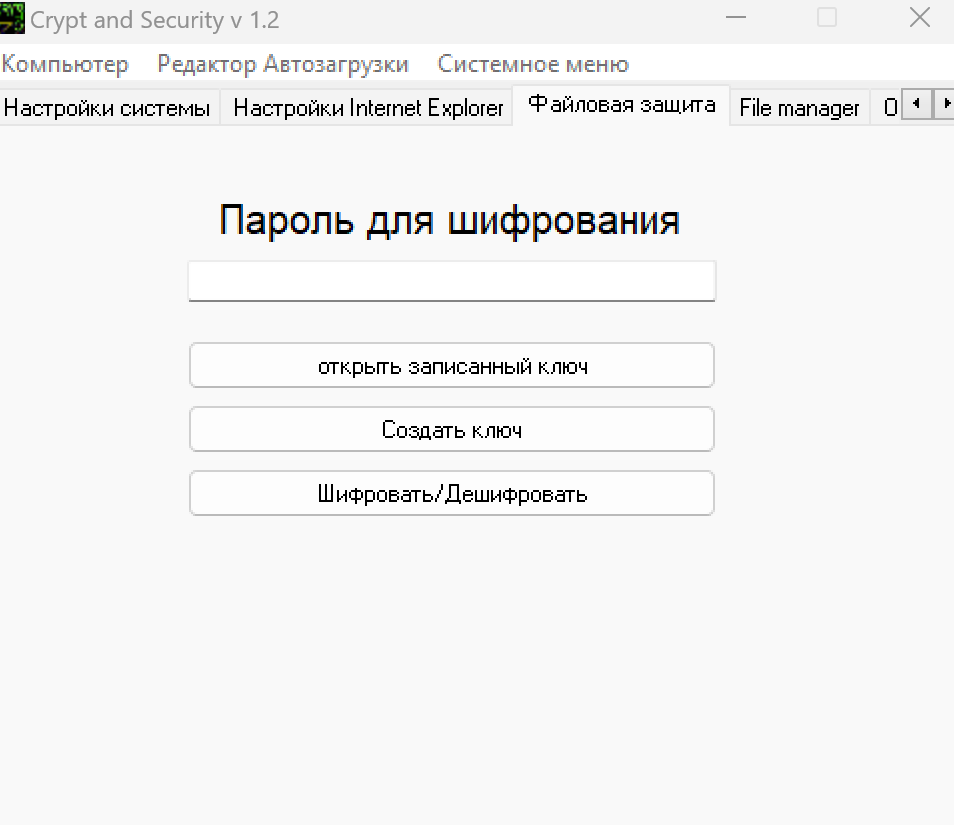 Crypt and Security v 1.2
Компьютер Редактор Автозагрузки Системное меню
Настройки системы Настройки Internet Explorer Файловая защита File manager О
Пароль для шифрования
открыть записанный ключ
Создать ключ
Шифровать/Дешифровать